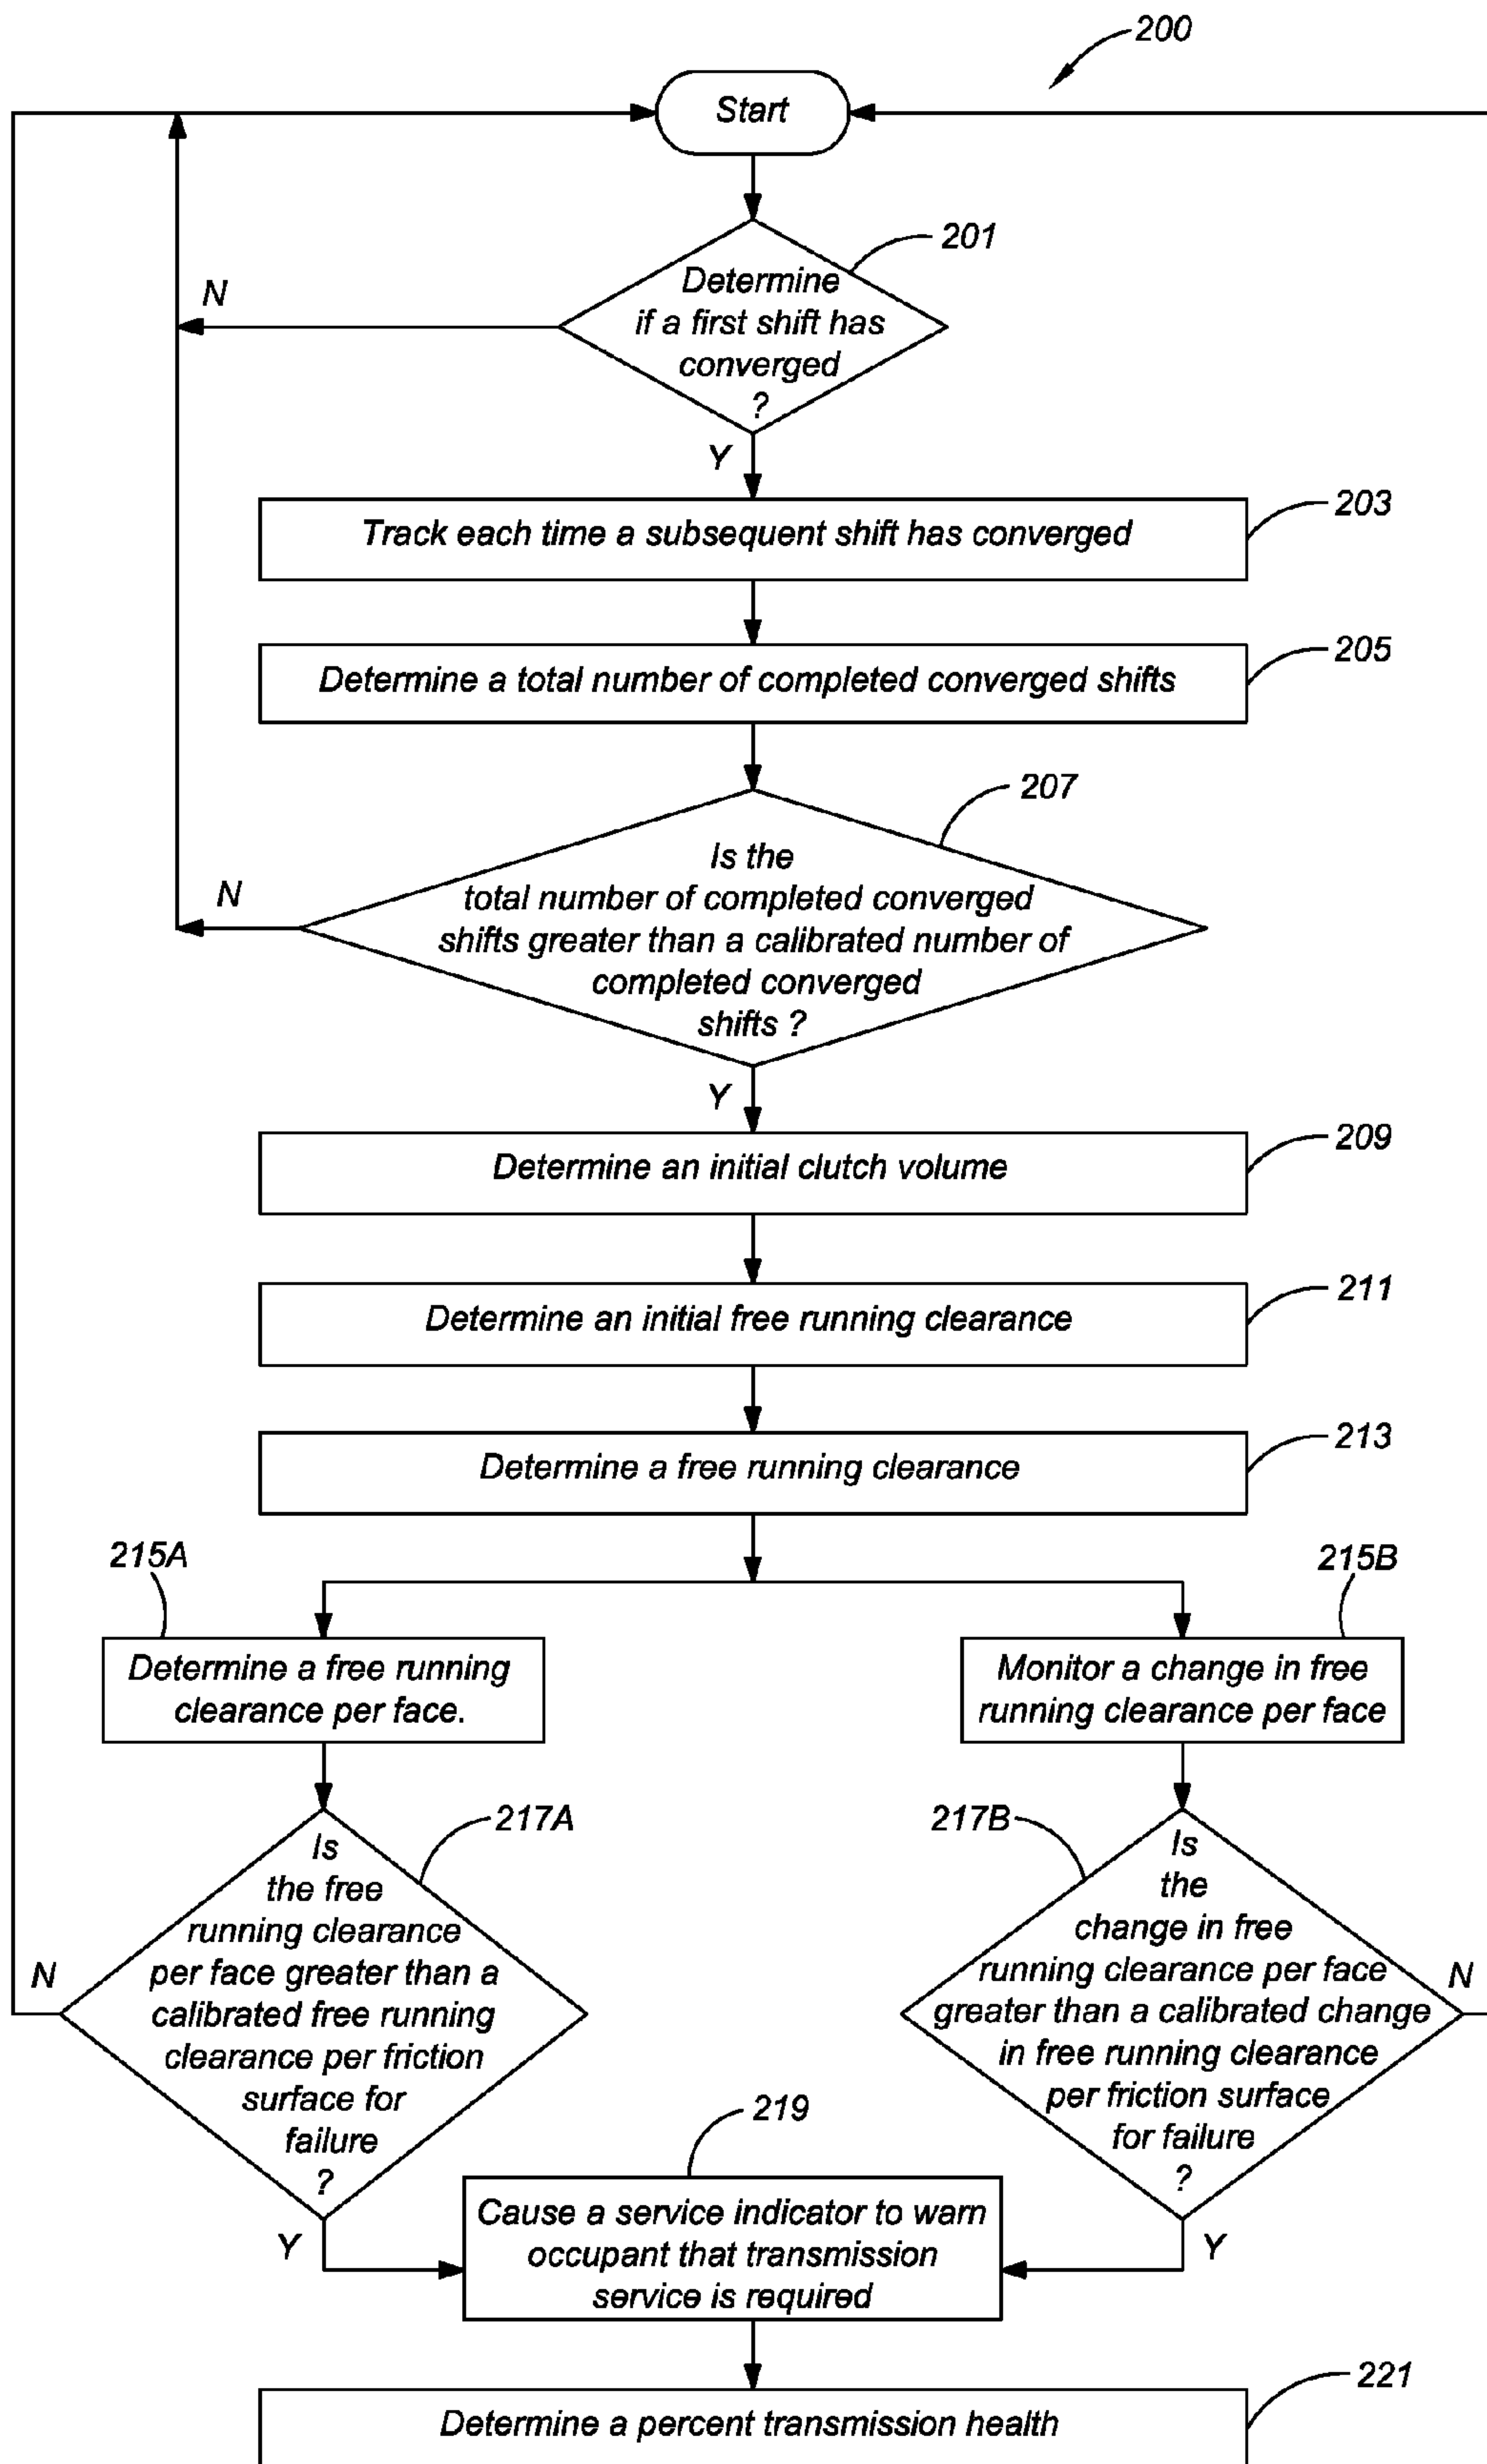 200
Start
201
Determine
if a first shift has
converged
?
N
Y
Track each time a subsequent shift has converged
203
Determine a total number of completed converged shifts
205
207
Is the
total number of completed converged
shifts greater than a calibrated number of
completed converged
shifts ?
N
Y
Determine an initial clutch volume
209
Determine an initial free running clearance
211
Determine a free running clearance
213
215A
Determine a free running
clearance per face.
215B
Monitor a change in free
running clearance per face
217A
Is
the free
running clearance
per face greater than a
calibrated free running
clearance per friction
surface for
failure
?
N
Y
217B
Is
the
change in free
running clearance per face
greater than a calibrated change
in free running clearance
per friction surface
for failure
?
N
Y
219
Cause a service indicator to warn
occupant that transmission
service is required
221
Determine a percent transmission health